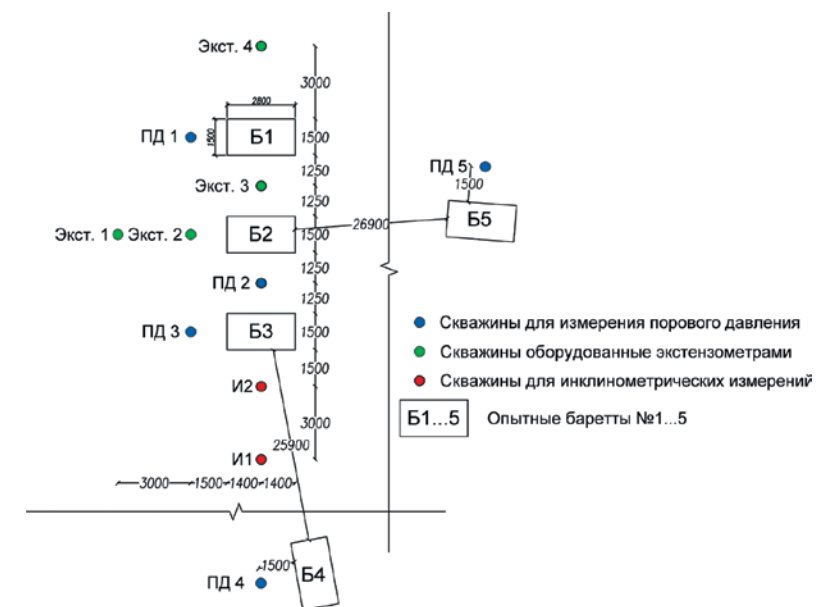 Экст. 4
3000
2800
ПД 1
1500
Б1
1500
1250
ПД 5
Экст. 3
1500
1250
Экст. 1
Экст. 2
Б2
1500
26900
Б5
1250
ПД 2
1250
ПД 3
Б3
1500
Скважины для измерения порового давления
Скважины оборудованные экстензометрами
1500
И2
Скважины для инклинометрических измерений
3000
Б1...5
Опытные баретты №1...5
25900
И1
3000
1500
1400
1400
1500
Б4
ПД 4